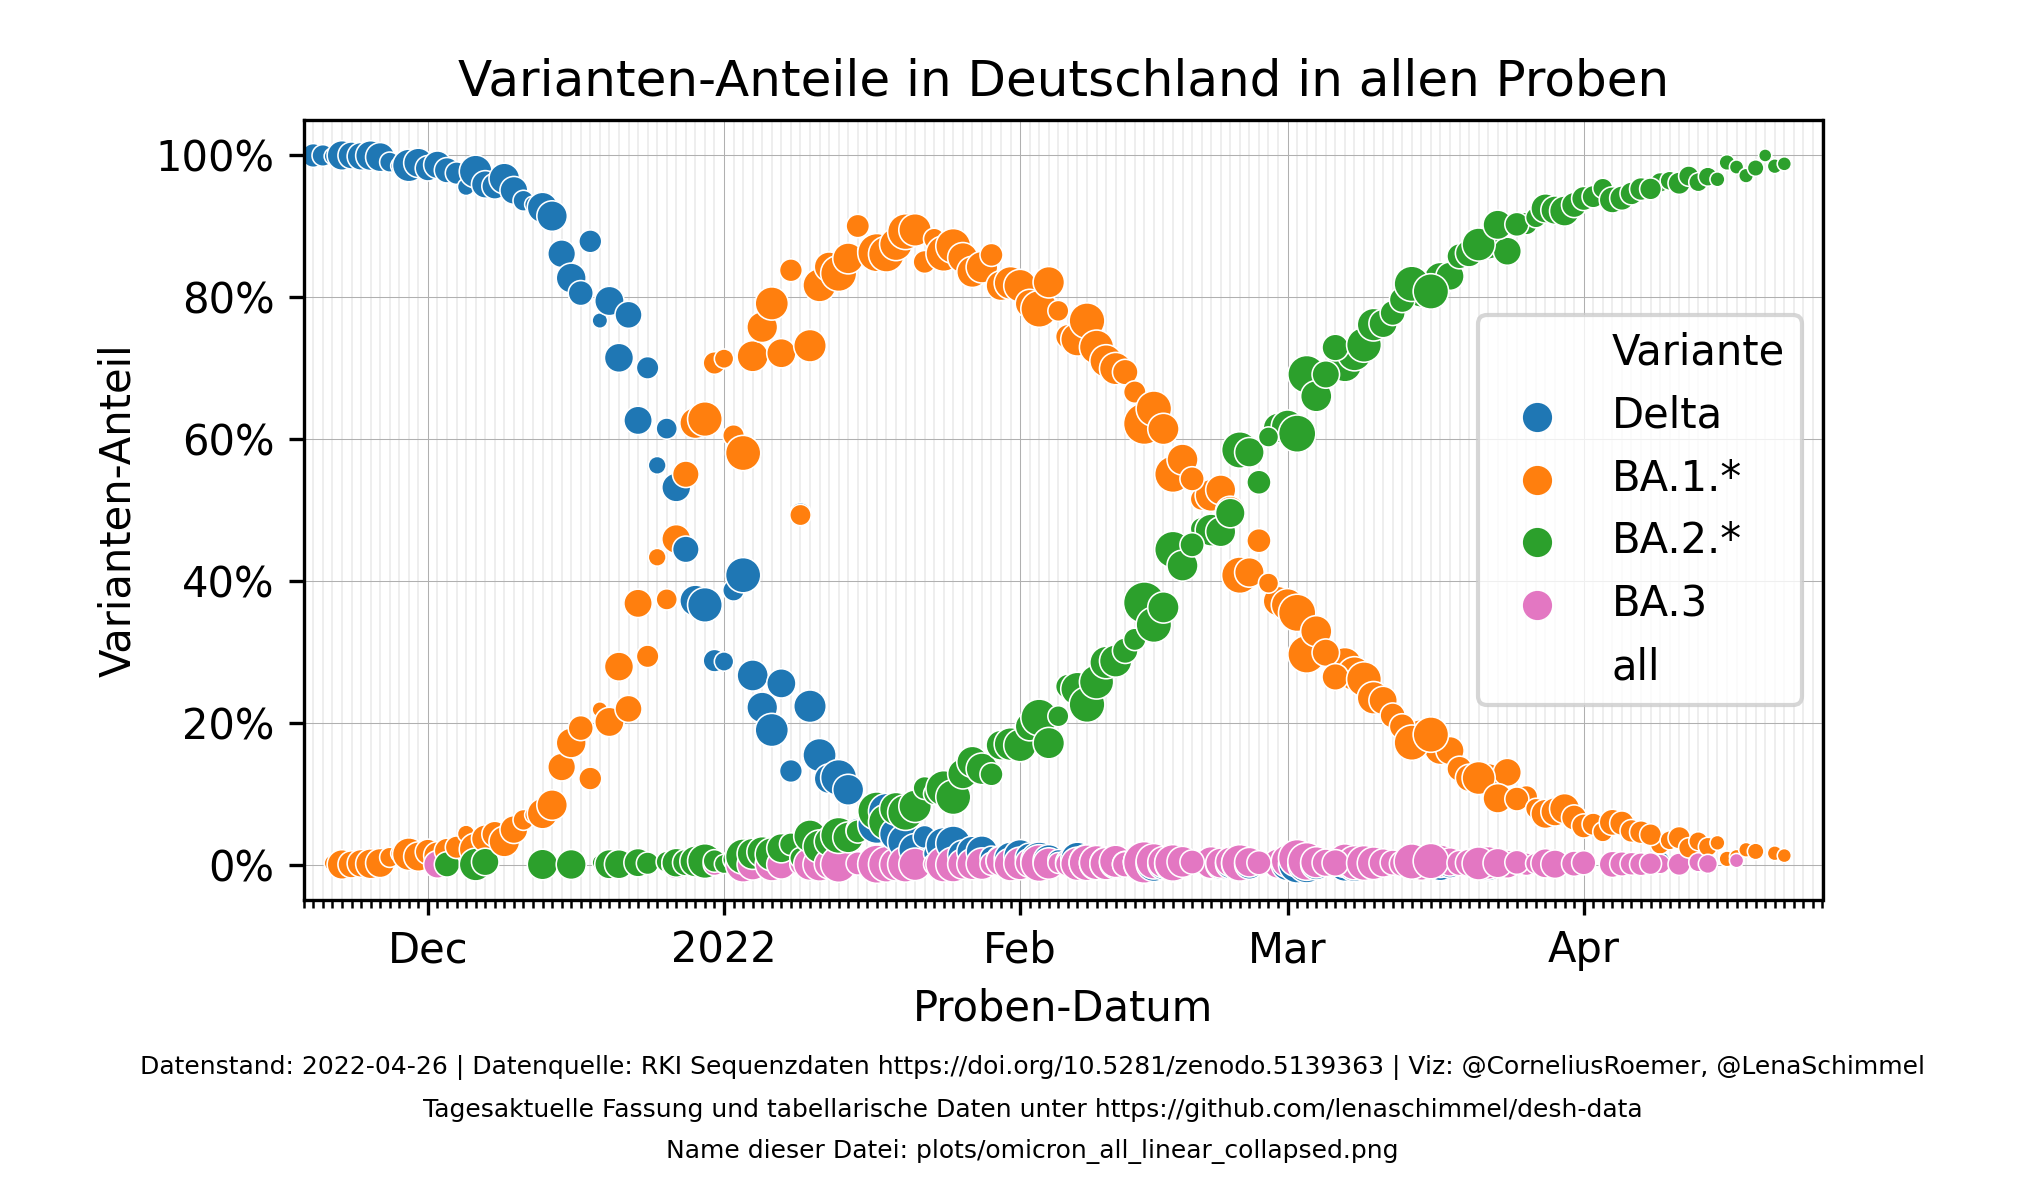 Varianten-Anteile in Deutschland in allen Proben
Varianten-Anteil
100%
80%
60%
40%
20%
0%
Variante
Delta
BA.1.*
BA.2.*
BA.3
all
Dec
2022
Feb
Mar
Apr
Proben-Datum
Datenstand: 2022-04-26 | Datenquelle: RKI Sequenzdaten https://doi.org/10.5281/zenodo.5139363 | Viz: @CorneliusRoemer, @LenaSchimmel
Tagesaktuelle Fassung und tabellarische Daten unter https://github.com/lenaschimmel/desh-data
Name dieser Datei: plots/omicron_all_linear_collapsed.png